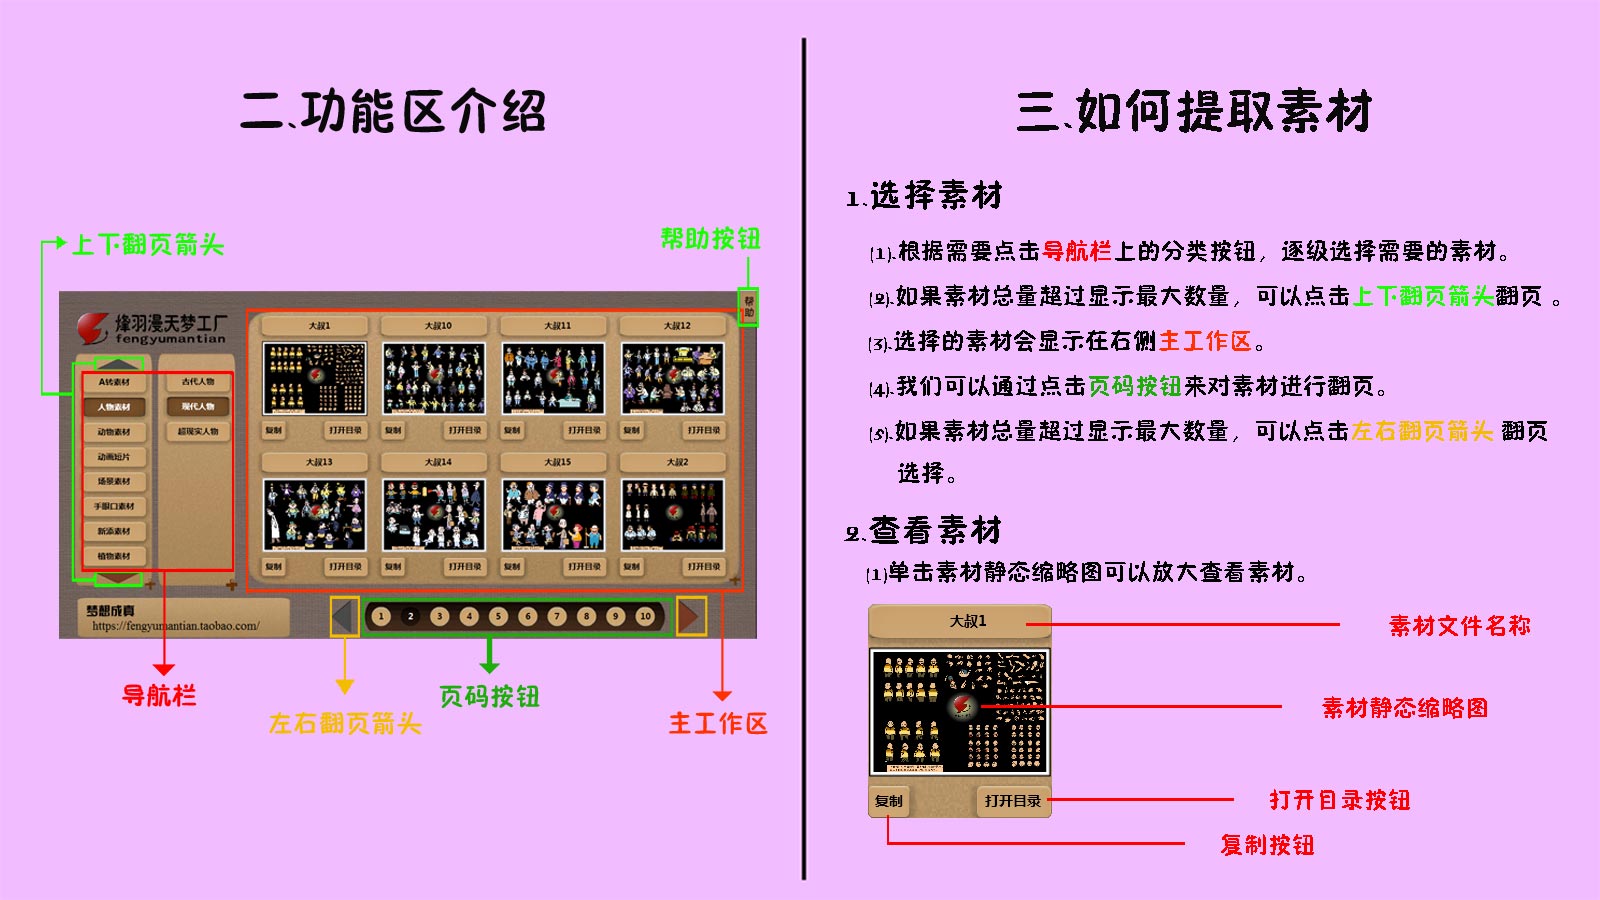 二、功能区介绍
上下翻页箭头
帮助按钮
帮助
烽羽漫天梦工厂
fengyumantian
A转素材
人物素材
动物素材
动画短片
场景素材
手眼口素材
新添素材
植物素材
古代人物
现代人物
超现实人物
大叔1
大叔10
大叔11
大叔12
复制
打开目录
复制
打开目录
复制
打开目录
复制
打开目录
大叔13
大叔14
大叔15
大叔2
复制
打开目录
复制
打开目录
复制
打开目录
复制
打开目录
梦想成真
https://fengyumantian.taobao.com/
1 2 3 4 5 6 7 8 9 10
导航栏
左右翻页箭头
页码按钮
主工作区
三、如何提取素材
1.选择素材
(1).根据需要点击导航栏上的分类按钮，逐级选择需要的素材。
(2).如果素材总量超过显示最大数量，可以点击上下翻页箭头翻页。
(3).选择的素材会显示在右侧主工作区。
(4).我们可以通过点击页码按钮来对素材进行翻页。
(5).如果素材总量超过显示最大数量，可以点击左右翻页箭头 翻页
选择。
2.查看素材
(1)单击素材静态缩略图可以放大查看素材。
大叔1
素材文件名称
素材静态缩略图
复制
打开目录
打开目录按钮
复制按钮